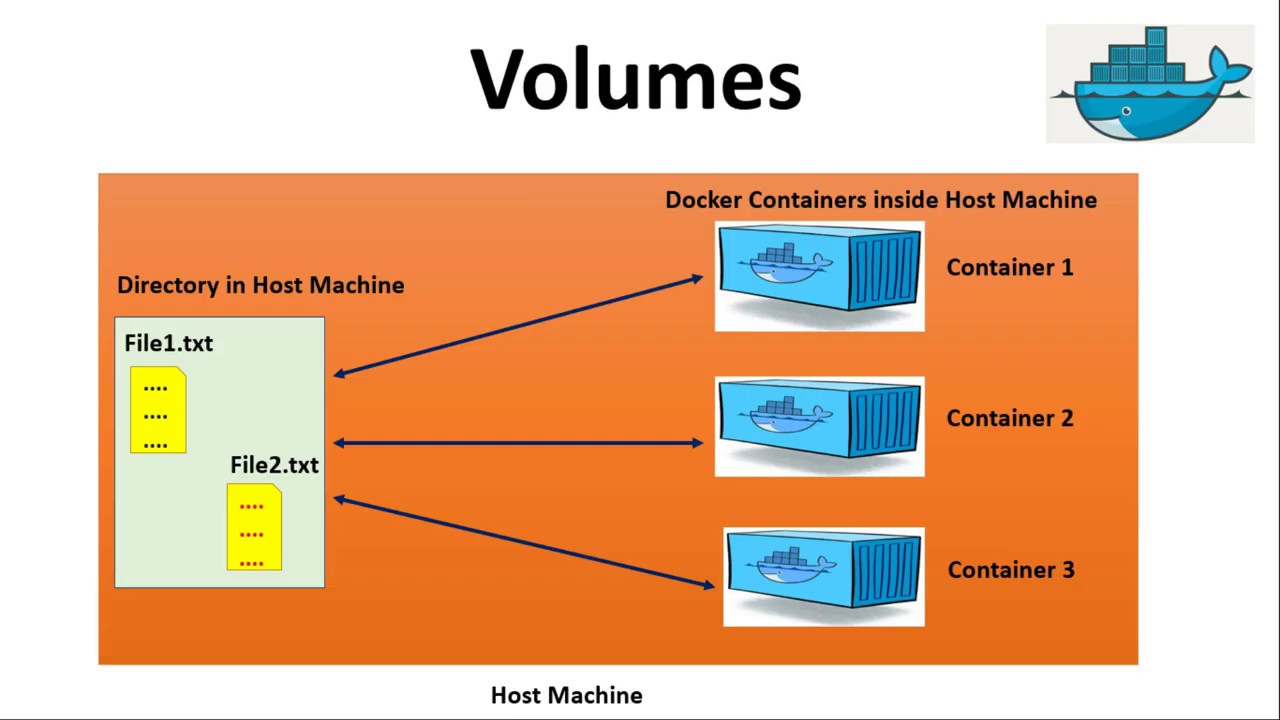 Volumes
Docker Containers inside Host Machine
Container 1
Directory in Host Machine
File1.txt
....
....
....
Container 2
File2.txt
....
....
....
Container 3
Host Machine